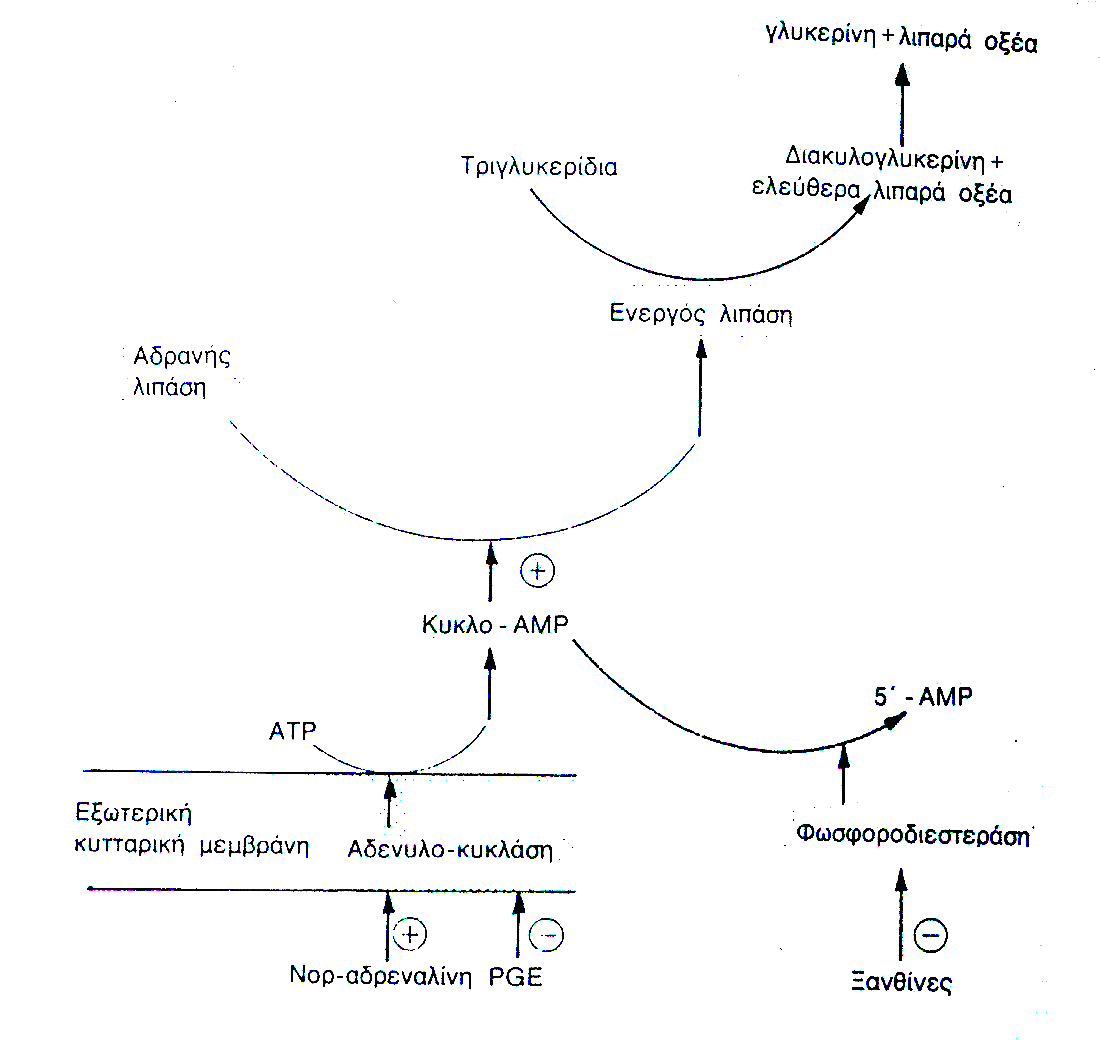 γλυκερίνη + λιπαρά οξέα
Τριγλυκερίδια
Διακυλογλυκερίνη +
ελεύθερα λιπαρά οξέα
Ενεργός λιπάση
Αδρανής
λιπάση
+
Κυκλο - AMP
5΄ - AMP
ATP
Εξωτερική
κυτταρική μεμβράνη
Αδενυλο-κυκλάση
Φωσφοροδιεστεράση
+
−
−
Νορ-αδρεναλίνη PGE
Ξανθίνες